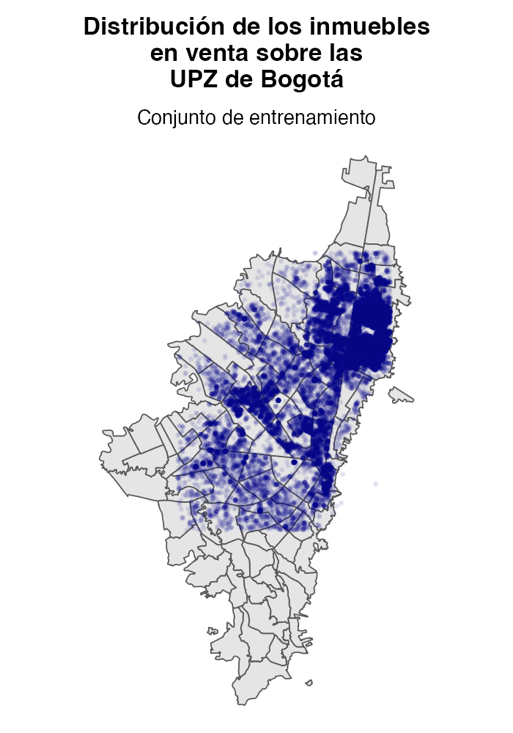 Distribución de los inmuebles
en venta sobre las
UPZ de Bogotá
Conjunto de entrenamiento